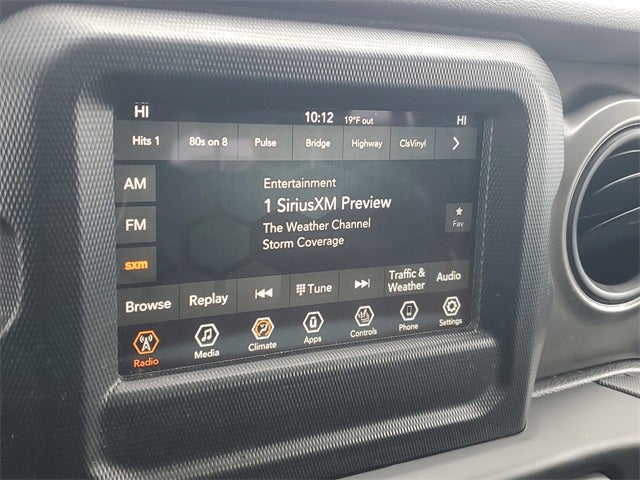 HI 10:12 19°F out HI
Hits 1 80s on 8 Pulse Bridge Highway ClsVinyl
AM
Entertainment
1 SiriusXM Preview
FM
The Weather Channel
Storm Coverage
Fav
sxm
Browse Replay Tune Traffic & Weather Audio
Radio Media Climate Apps Controls Phone Settings